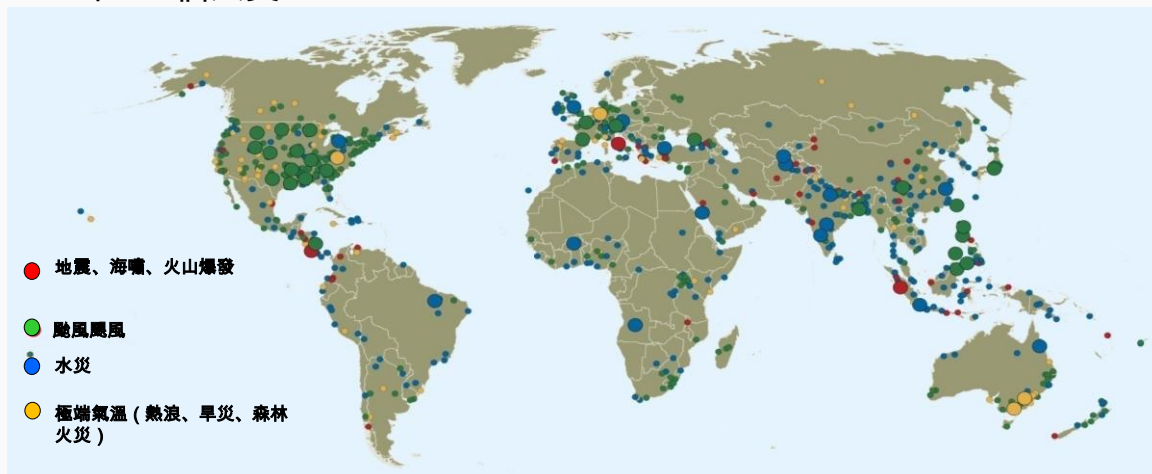 地震、海嘯、火山爆發
颱風颶風
水災
極端氣溫（熱浪、旱災、森林
火災）